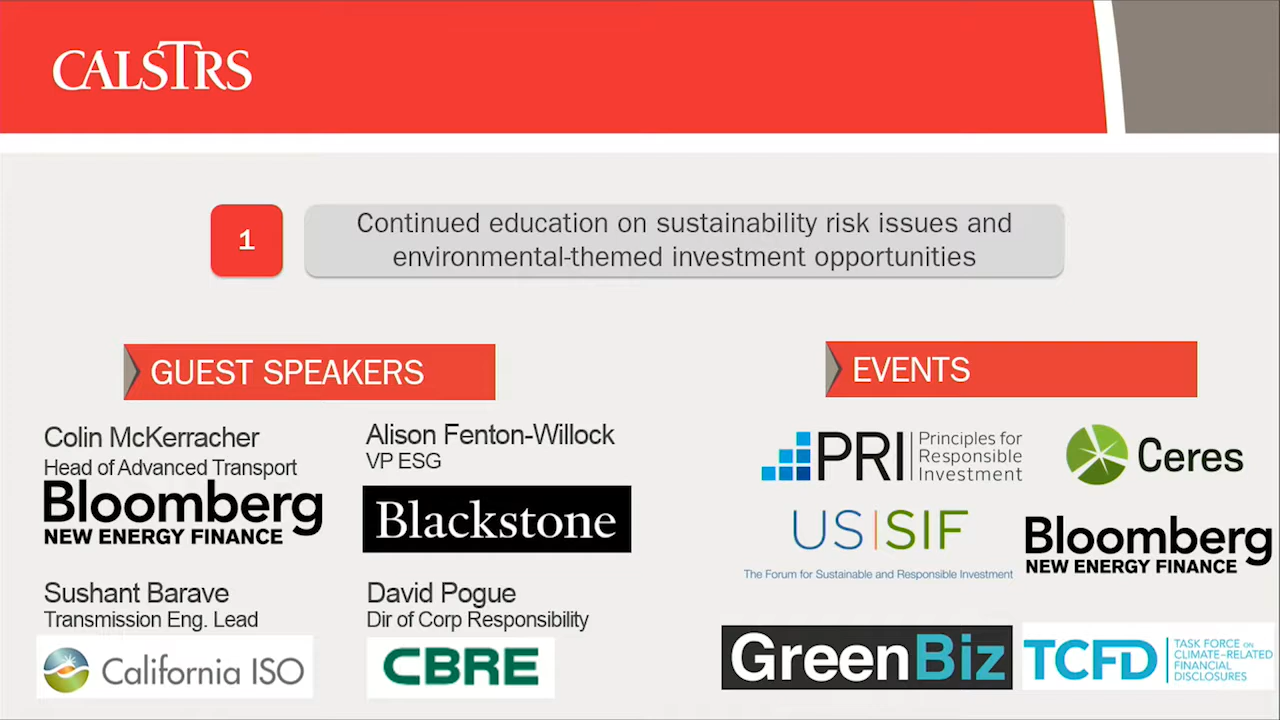 CALSTRS
1
Continued education on sustainability risk issues and
environmental-themed investment opportunities
GUEST SPEAKERS
Colin McKerracher
Head of Advanced Transport
Bloomberg
NEW ENERGY FINANCE
Alison Fenton-Willock
VP ESG
Blackstone
Sushant Barave
Transmission Eng. Lead
California ISO
David Pogue
Dir of Corp Responsibility
CBRE
EVENTS
PRI
Principles for
Responsible
Investment
Ceres
US|SIF
The Forum for Sustainable and Responsible Investment
Bloomberg
NEW ENERGY FINANCE
GreenBiz
TCFD
TASK FORCE ON
CLIMATE-RELATED
FINANCIAL
DISCLOSURES